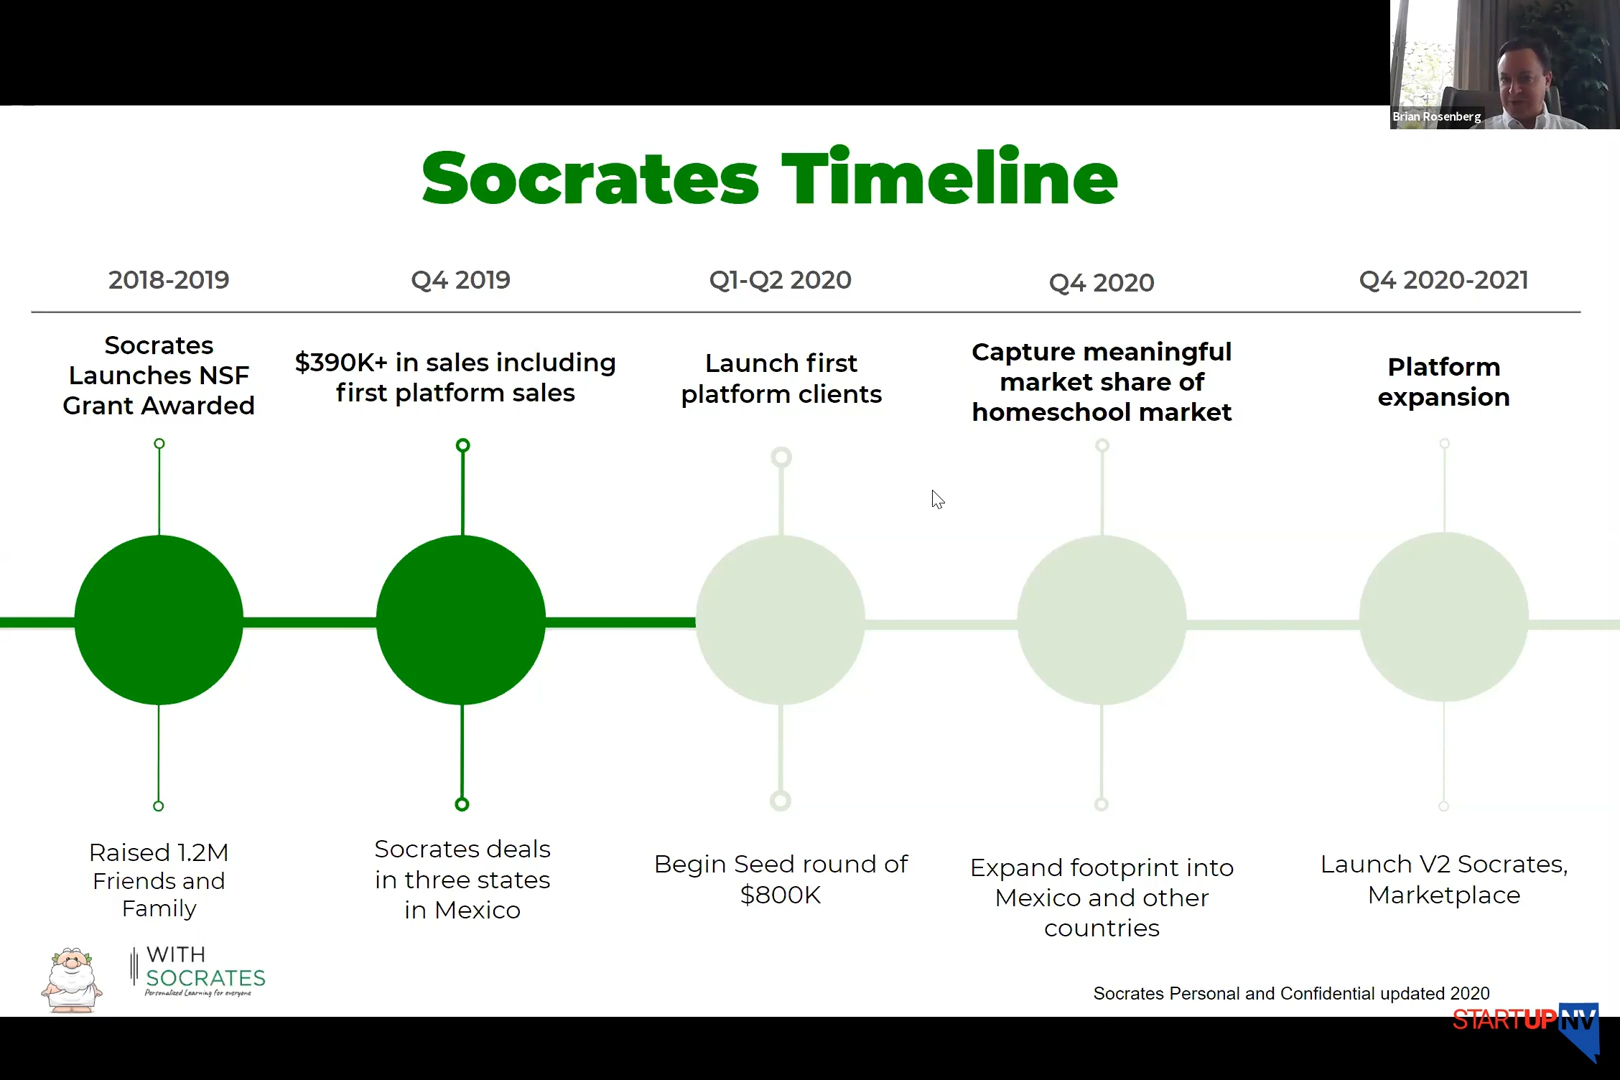 Brian Rosenberg
Socrates Timeline
2018-2019
Q4 2019
Q1-Q2 2020
Q4 2020
Q4 2020-2021
Socrates
Launches NSF
Grant Awarded
$390K+ in sales including
first platform sales
Launch first
platform clients
Capture meaningful
market share of
homeschool market
Platform
expansion
Raised 1.2M
Friends and
Family
Socrates deals
in three states
in Mexico
Begin Seed round of
$800K
Expand footprint into
Mexico and other
countries
Launch V2 Socrates,
Marketplace
WITH
SOCRATES
Personalized Learning for everyone
Socrates Personal and Confidential updated 2020
STARTUPNV